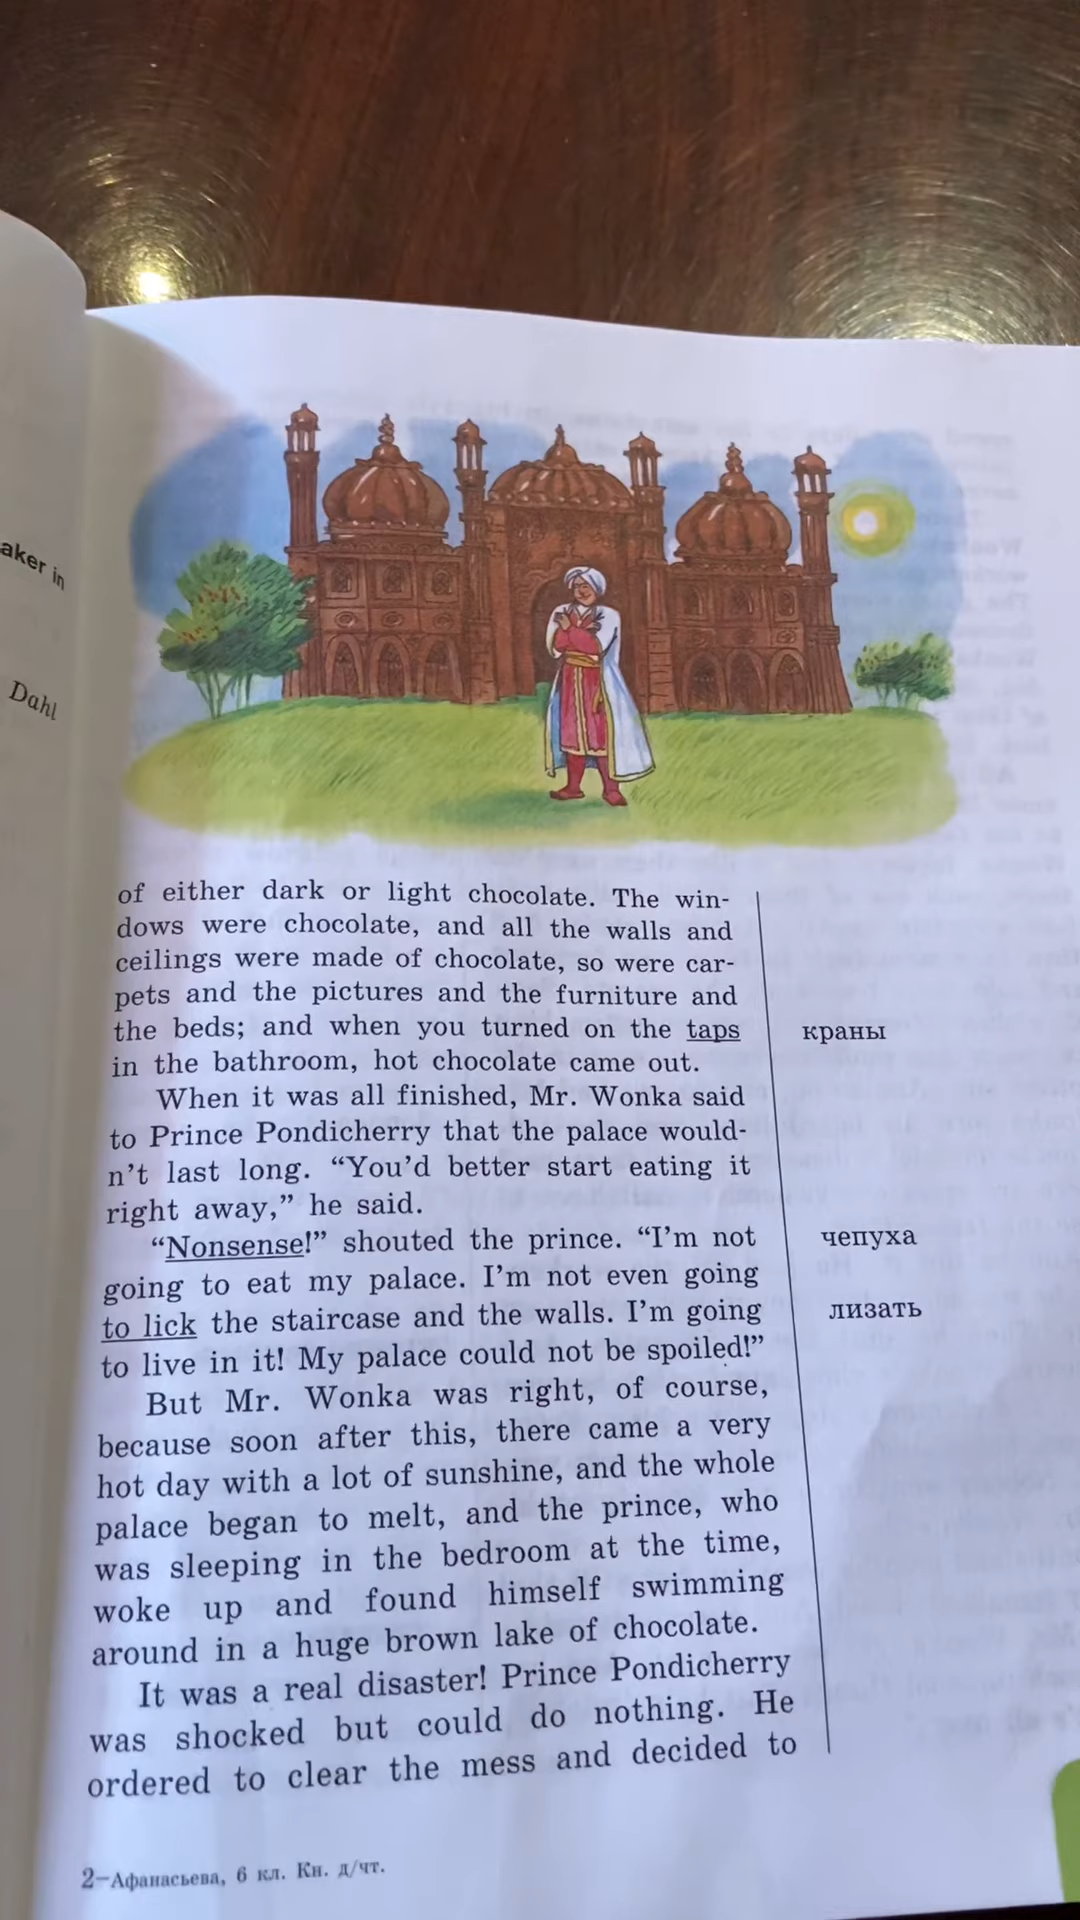 aker in
Dahl
of either dark or light chocolate. The win-
dows were chocolate, and all the walls and
ceilings were made of chocolate, so were car-
pets and the pictures and the furniture and
the beds; and when you turned on the taps
краны
in the bathroom, hot chocolate came out.
When it was all finished, Mr. Wonka said
to Prince Pondicherry that the palace would-
n’t last long. “You’d better start eating it
right away,” he said.
“Nonsense!” shouted the prince. “I’m not
чепуха
going to eat my palace. I’m not even going
to lick the staircase and the walls. I’m going
лизать
to live in it! My palace could not be spoiled!”
But Mr. Wonka was right, of course,
because soon after this, there came a very
hot day with a lot of sunshine, and the whole
palace began to melt, and the prince, who
was sleeping in the bedroom at the time,
woke up and found himself swimming
around in a huge brown lake of chocolate.
It was a real disaster! Prince Pondicherry
was shocked but could do nothing. He
ordered to clear the mess and decided to
2–Афанасьева, 6 кл. Кн. д/чт.